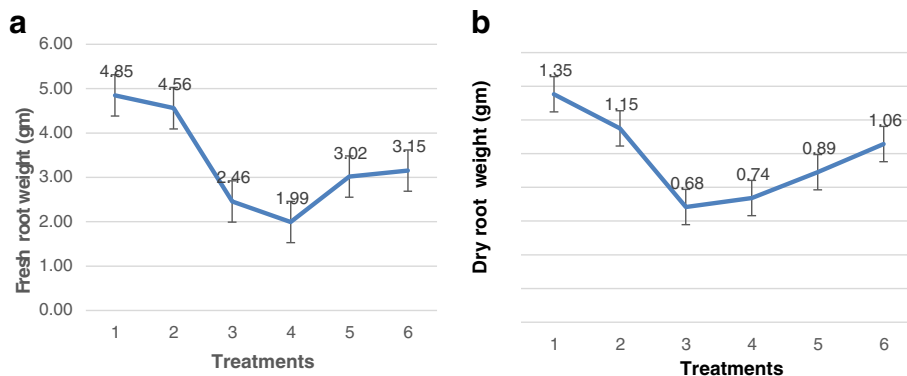 a
6.00
5.00
4.00
3.00
2.00
1.00
0.00
Fresh root weight (gm)
4.85
4.56
2.46
1.99
3.02
3.15
1 2 3 4 5 6
Treatments
b
Dry root weight (gm)
1.35
1.15
0.68
0.74
0.89
1.06
1 2 3 4 5 6
Treatments